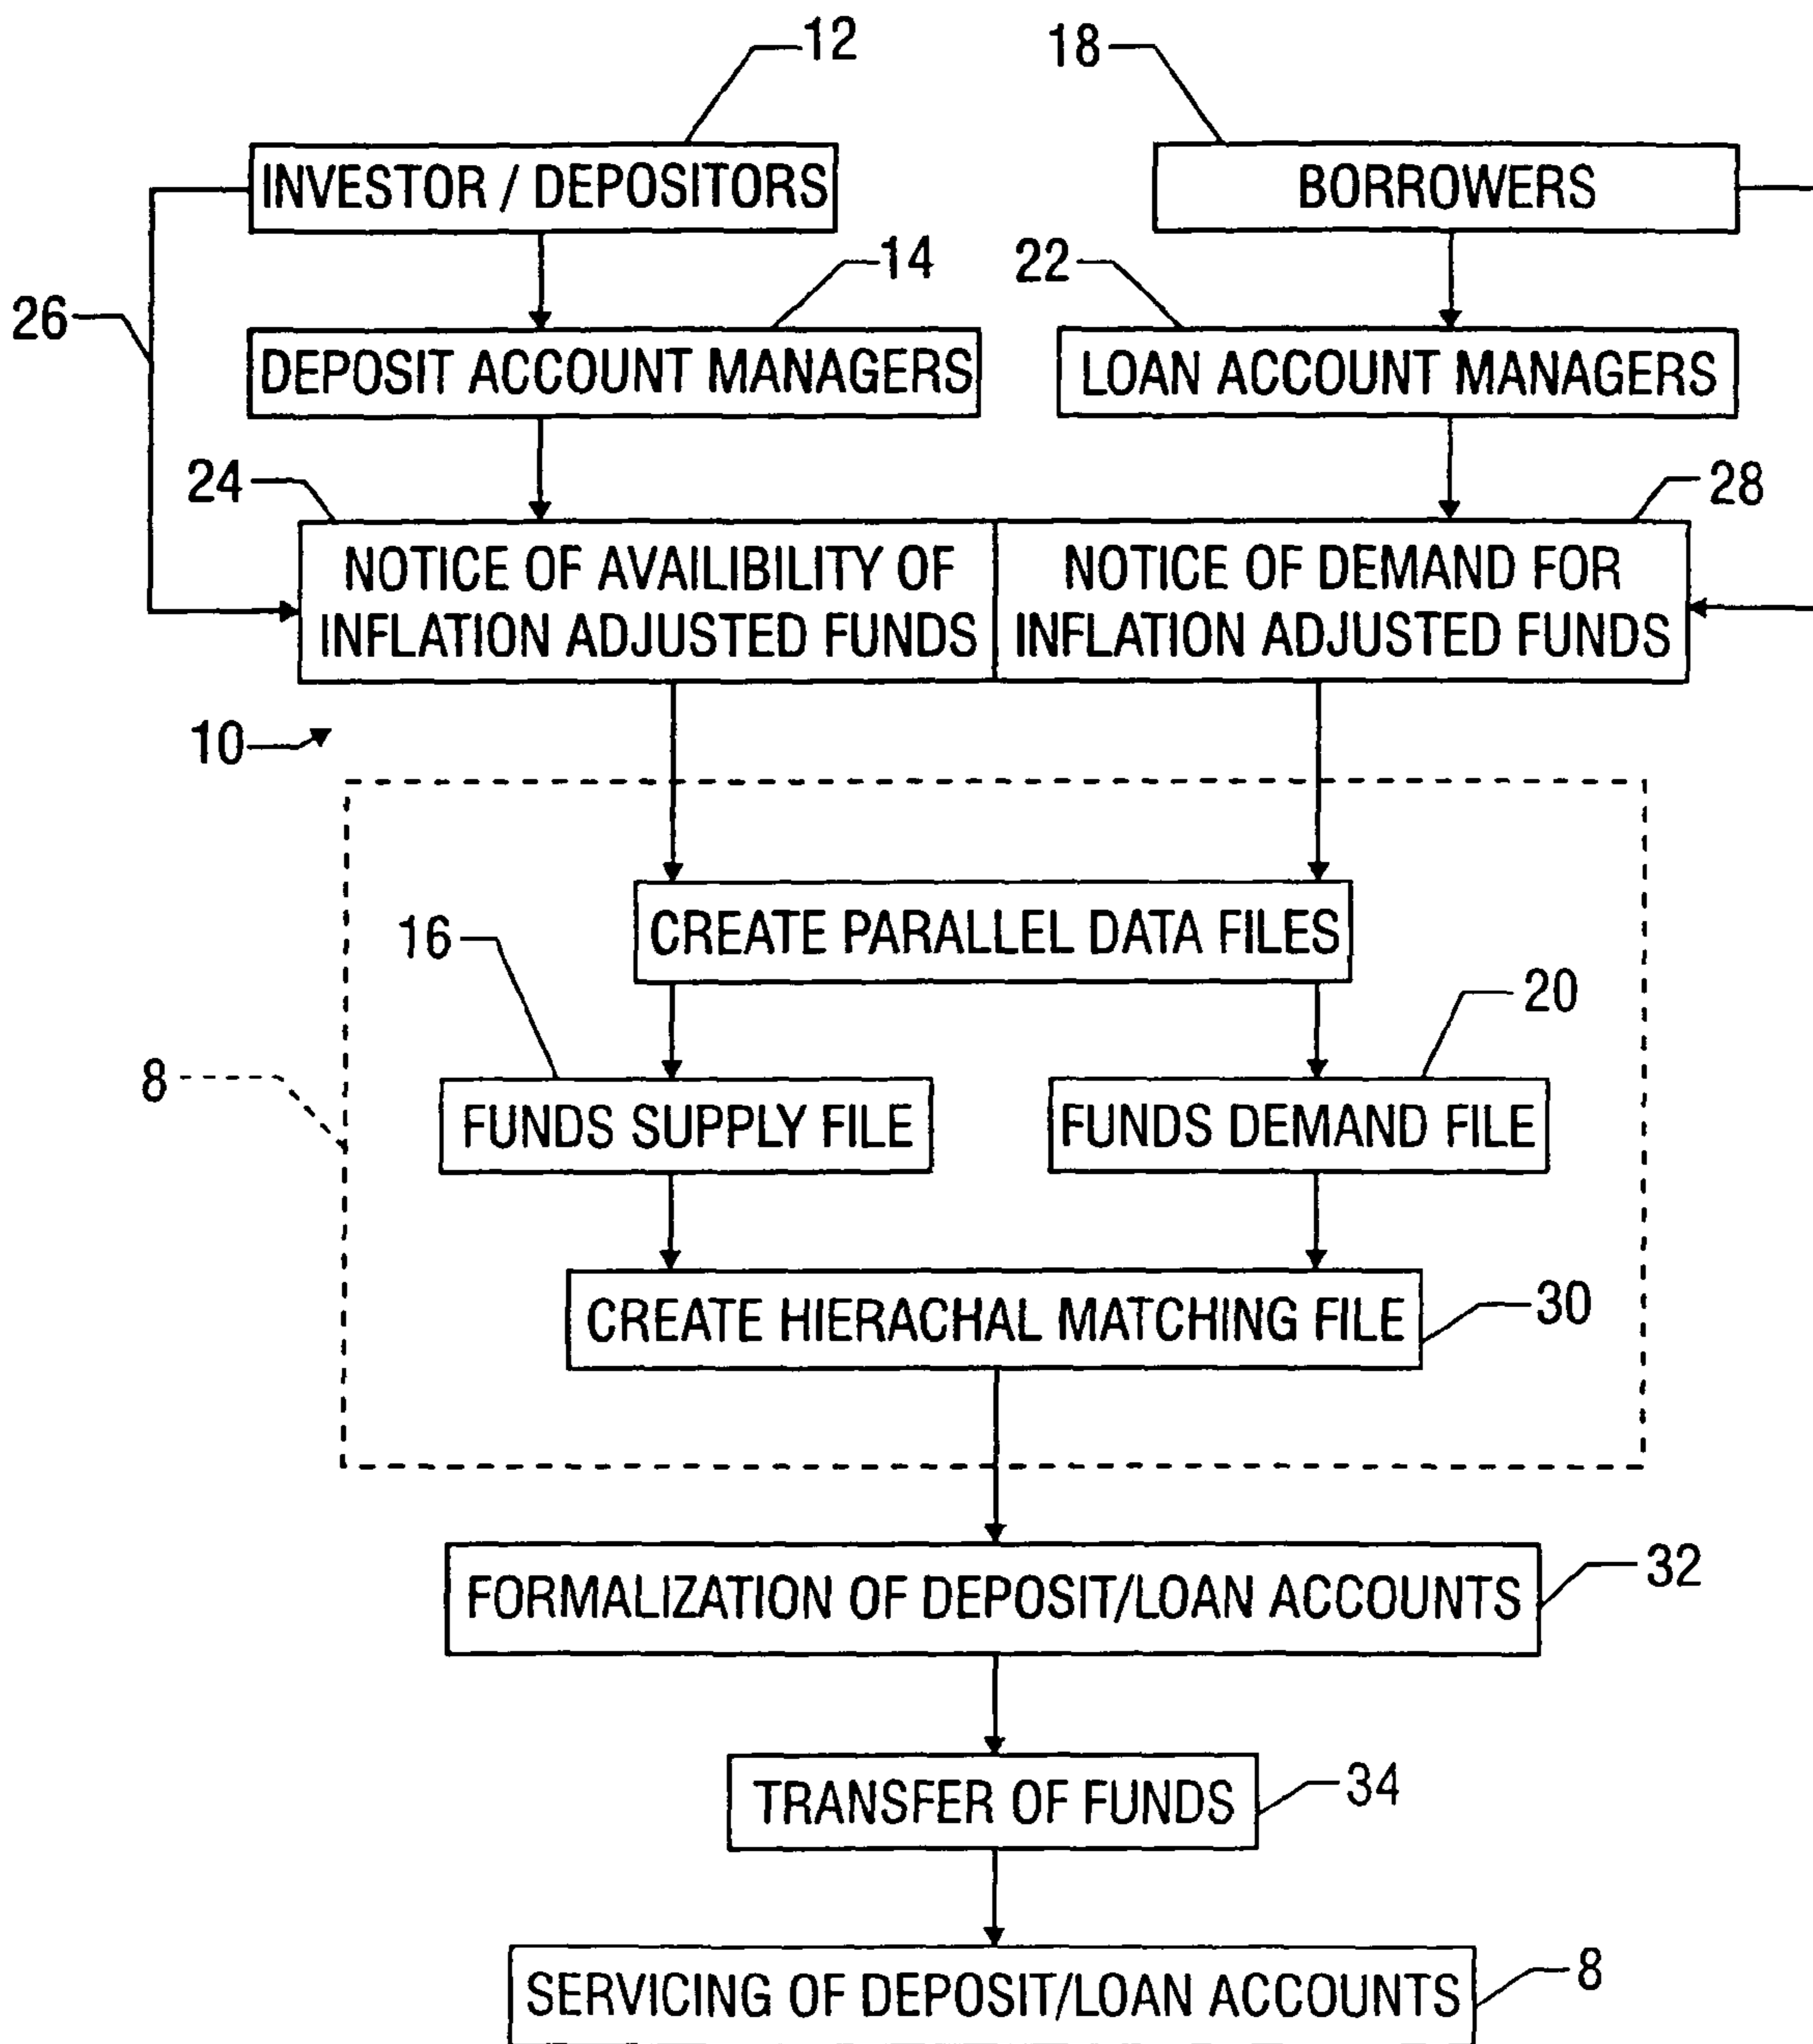 12
18
INVESTOR / DEPOSITORS
BORROWERS
14
22
26
DEPOSIT ACCOUNT MANAGERS
LOAN ACCOUNT MANAGERS
24
28
NOTICE OF AVAILIBILITY OF
INFLATION ADJUSTED FUNDS
NOTICE OF DEMAND FOR
INFLATION ADJUSTED FUNDS
10
CREATE PARALLEL DATA FILES
16
20
8
FUNDS SUPPLY FILE
FUNDS DEMAND FILE
CREATE HIERACHAL MATCHING FILE
30
FORMALIZATION OF DEPOSIT/LOAN ACCOUNTS
32
TRANSFER OF FUNDS
34
SERVICING OF DEPOSIT/LOAN ACCOUNTS
8